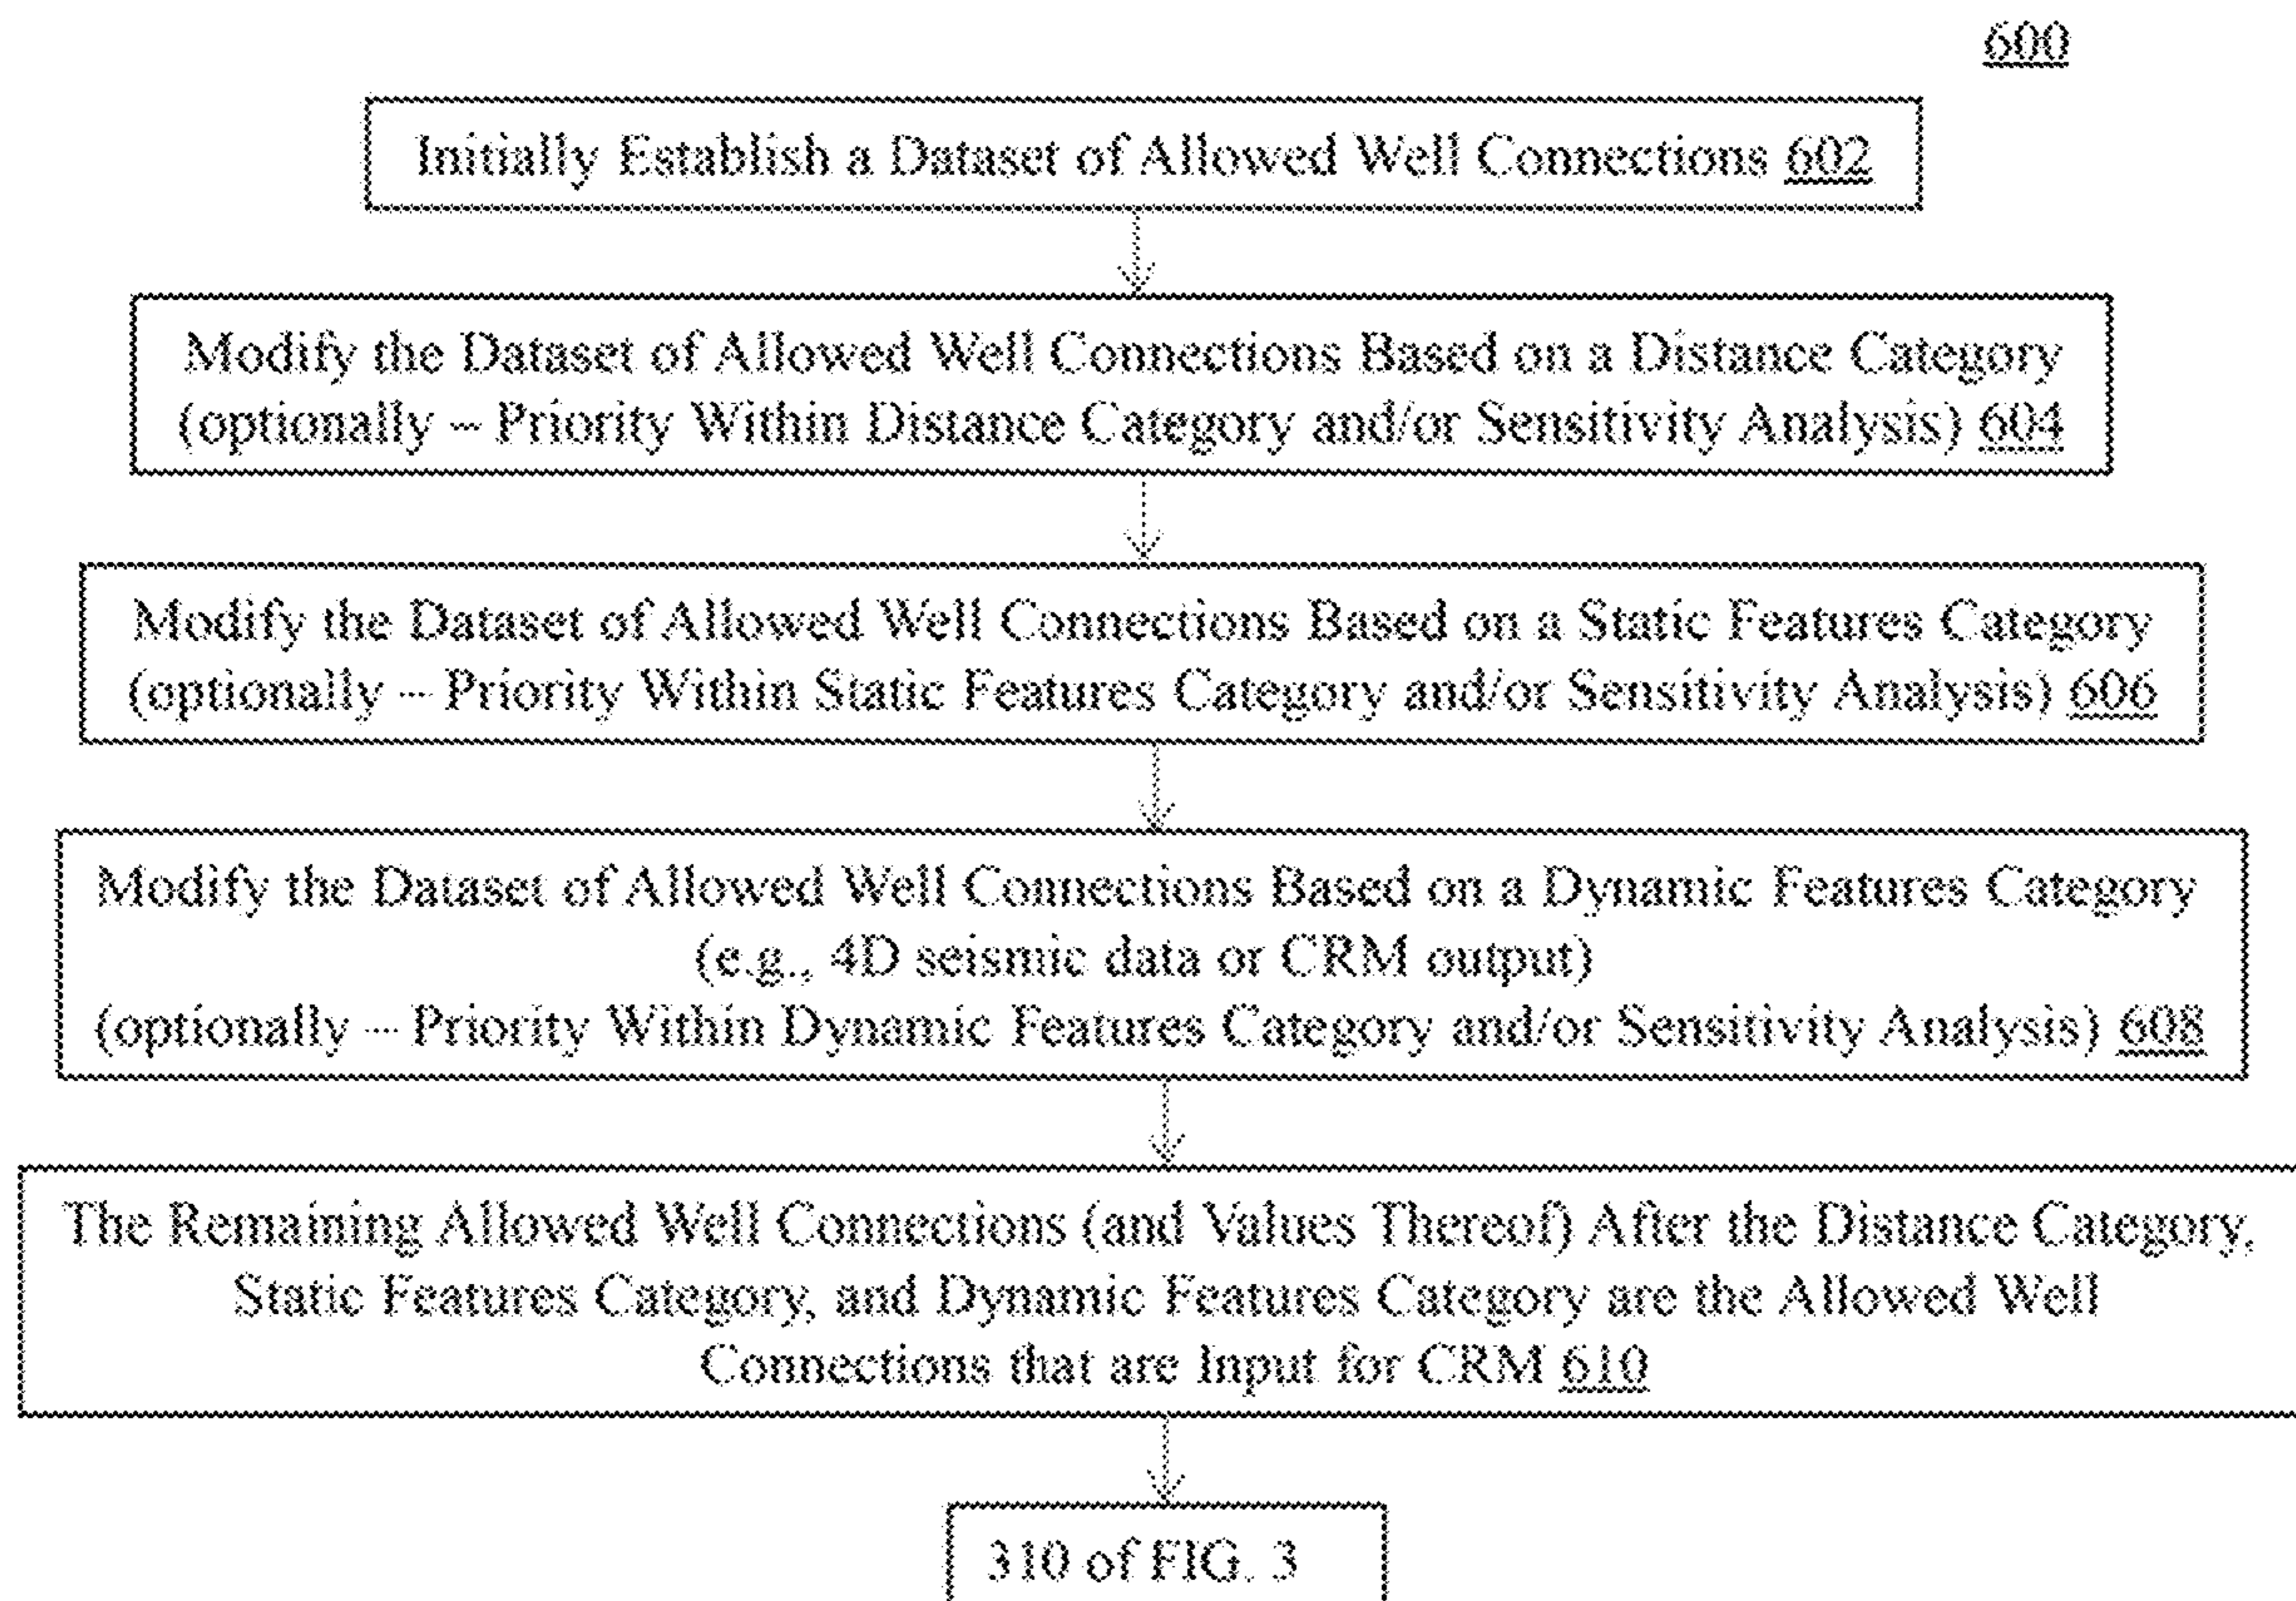 600
Initially Establish a Dataset of Allowed Well Connections 602
Modify the Dataset of Allowed Well Connections Based on a Distance Category
(optionally – Priority Within Distance Category and/or Sensitivity Analysis) 604
Modify the Dataset of Allowed Well Connections Based on a Static Features Category
(optionally – Priority Within Static Features Category and/or Sensitivity Analysis) 606
Modify the Dataset of Allowed Well Connections Based on a Dynamic Features Category
(e.g., 4D seismic data or CRM output)
(optionally – Priority Within Dynamic Features Category and/or Sensitivity Analysis) 608
The Remaining Allowed Well Connections (and Values Thereof) After the Distance Category,
Static Features Category, and Dynamic Features Category are the Allowed Well
Connections that are Input for CRM 610
310 of FIG. 3